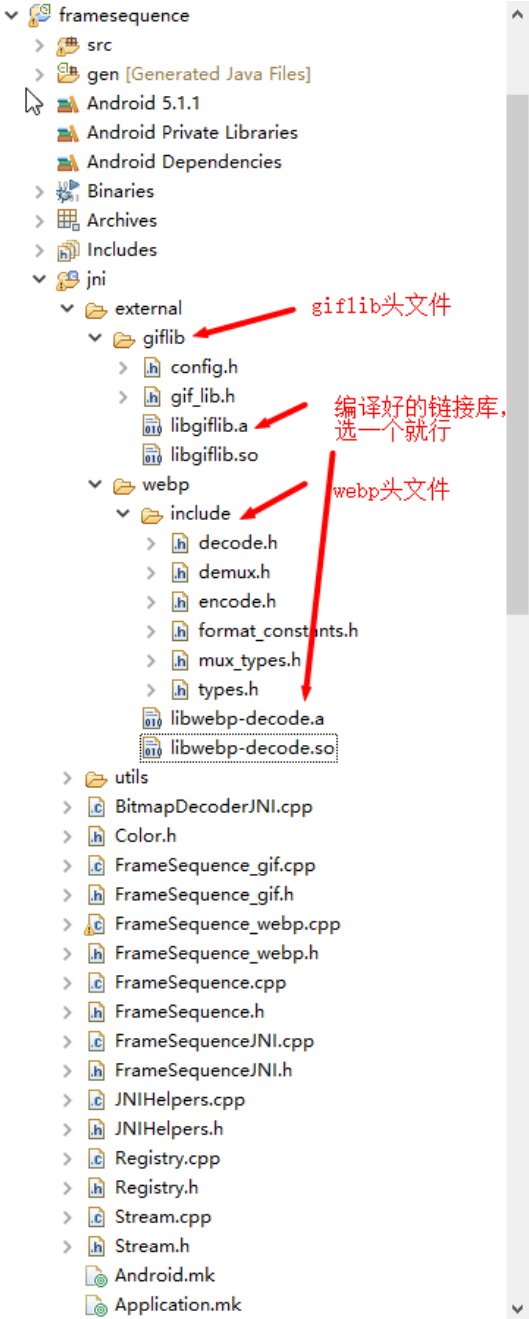 framesequence
src
gen [Generated Java Files]
Android 5.1.1
Android Private Libraries
Android Dependencies
Binaries
Archives
Includes
jni
external
giflib头文件
giflib
config.h
gif_lib.h
编译好的链接库，
选一个就行
libgiflib.a
libgiflib.so
webp
webp头文件
include
decode.h
demux.h
encode.h
format_constants.h
mux_types.h
types.h
libwebp-decode.a
libwebp-decode.so
utils
BitmapDecoderJNI.cpp
Color.h
FrameSequence_gif.cpp
FrameSequence_gif.h
FrameSequence_webp.cpp
FrameSequence_webp.h
FrameSequence.cpp
FrameSequence.h
FrameSequenceJNI.cpp
FrameSequenceJNI.h
JNIHelpers.cpp
JNIHelpers.h
Registry.cpp
Registry.h
Stream.cpp
Stream.h
Android.mk
Application.mk